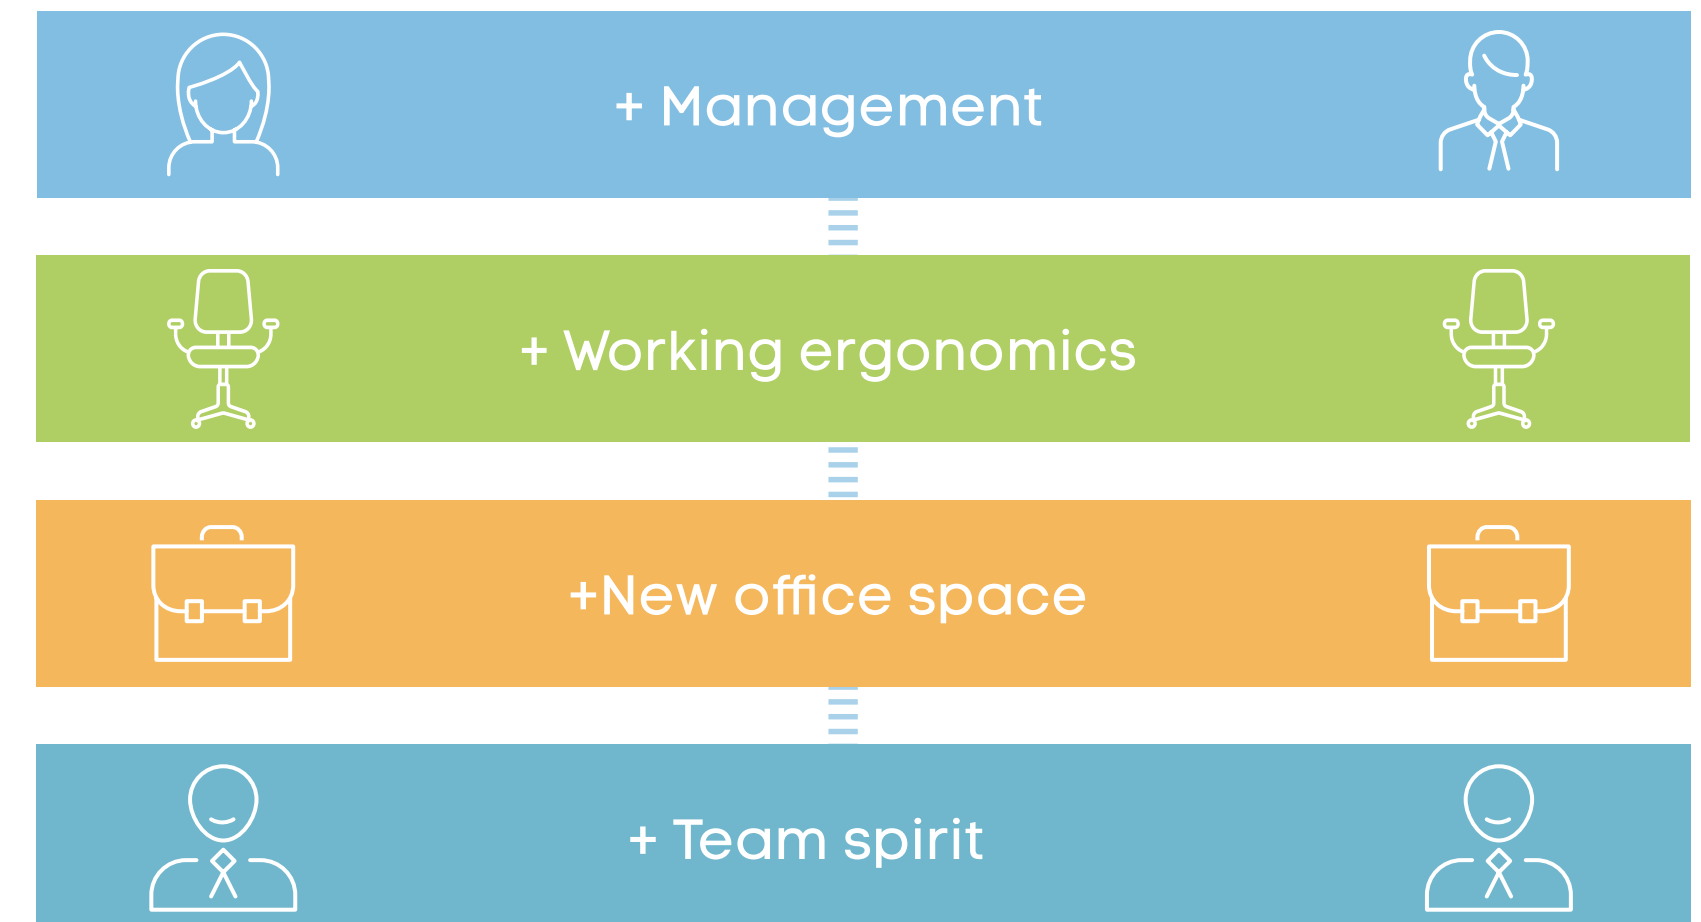 + Management
+ Working ergonomics
+New office space
+ Team spirit